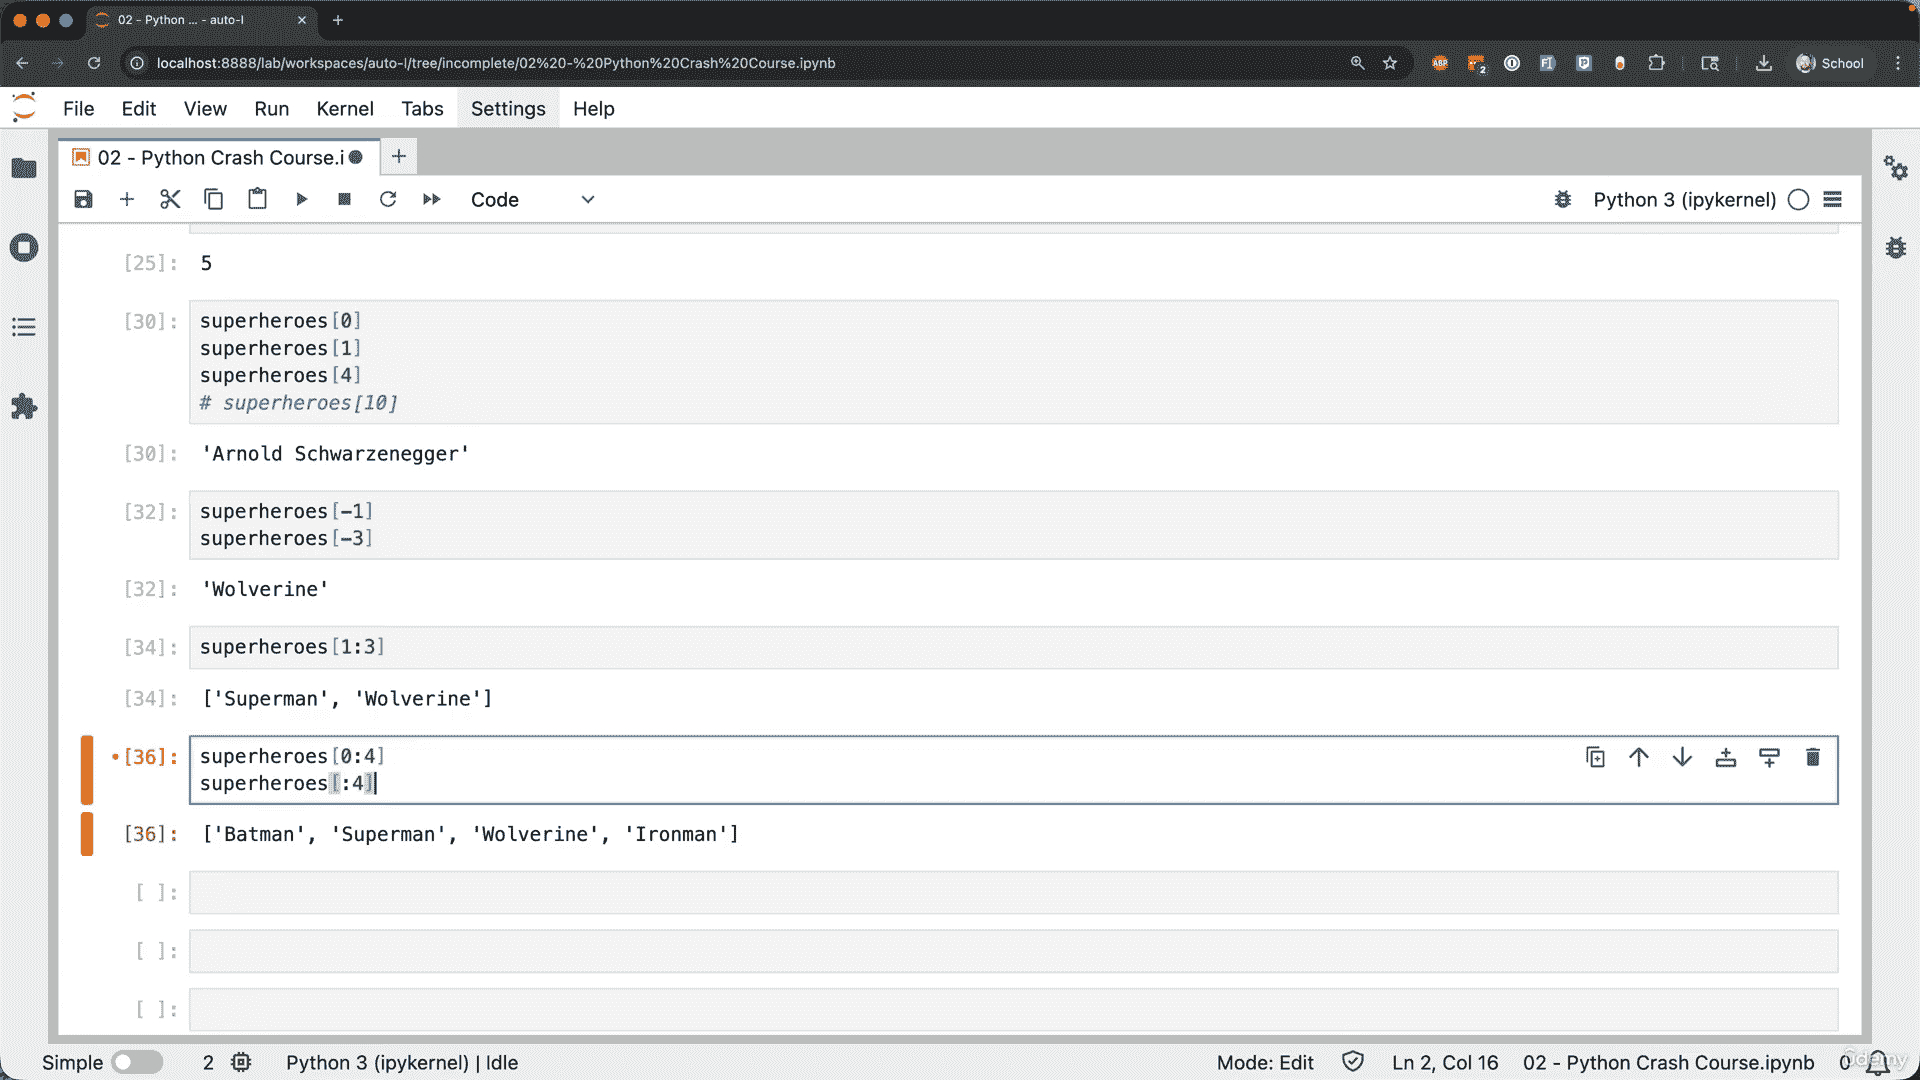 02 - Python ... - auto-l
localhost:8888/lab/workspaces/auto-l/tree/incomplete/02%20-%20Python%20Crash%20Course.ipynb
ABP
2
School
File Edit View Run Kernel Tabs Settings Help
02 - Python Crash Course.i
Code
Python 3 (ipykernel)
[25]: 5
[30]: superheroes[0]
superheroes[1]
superheroes[4]
# superheroes[10]
[30]: 'Arnold Schwarzenegger'
[32]: superheroes[-1]
superheroes[-3]
[32]: 'Wolverine'
[34]: superheroes[1:3]
[34]: ['Superman', 'Wolverine']
[36]: superheroes[0:4]
superheroes[:4]
[36]: ['Batman', 'Superman', 'Wolverine', 'Ironman']
[ ]:
[ ]:
[ ]:
Simple 2 Python 3 (ipykernel) | Idle Mode: Edit Ln 2, Col 16 02 - Python Crash Course.ipynb 0
Udemy